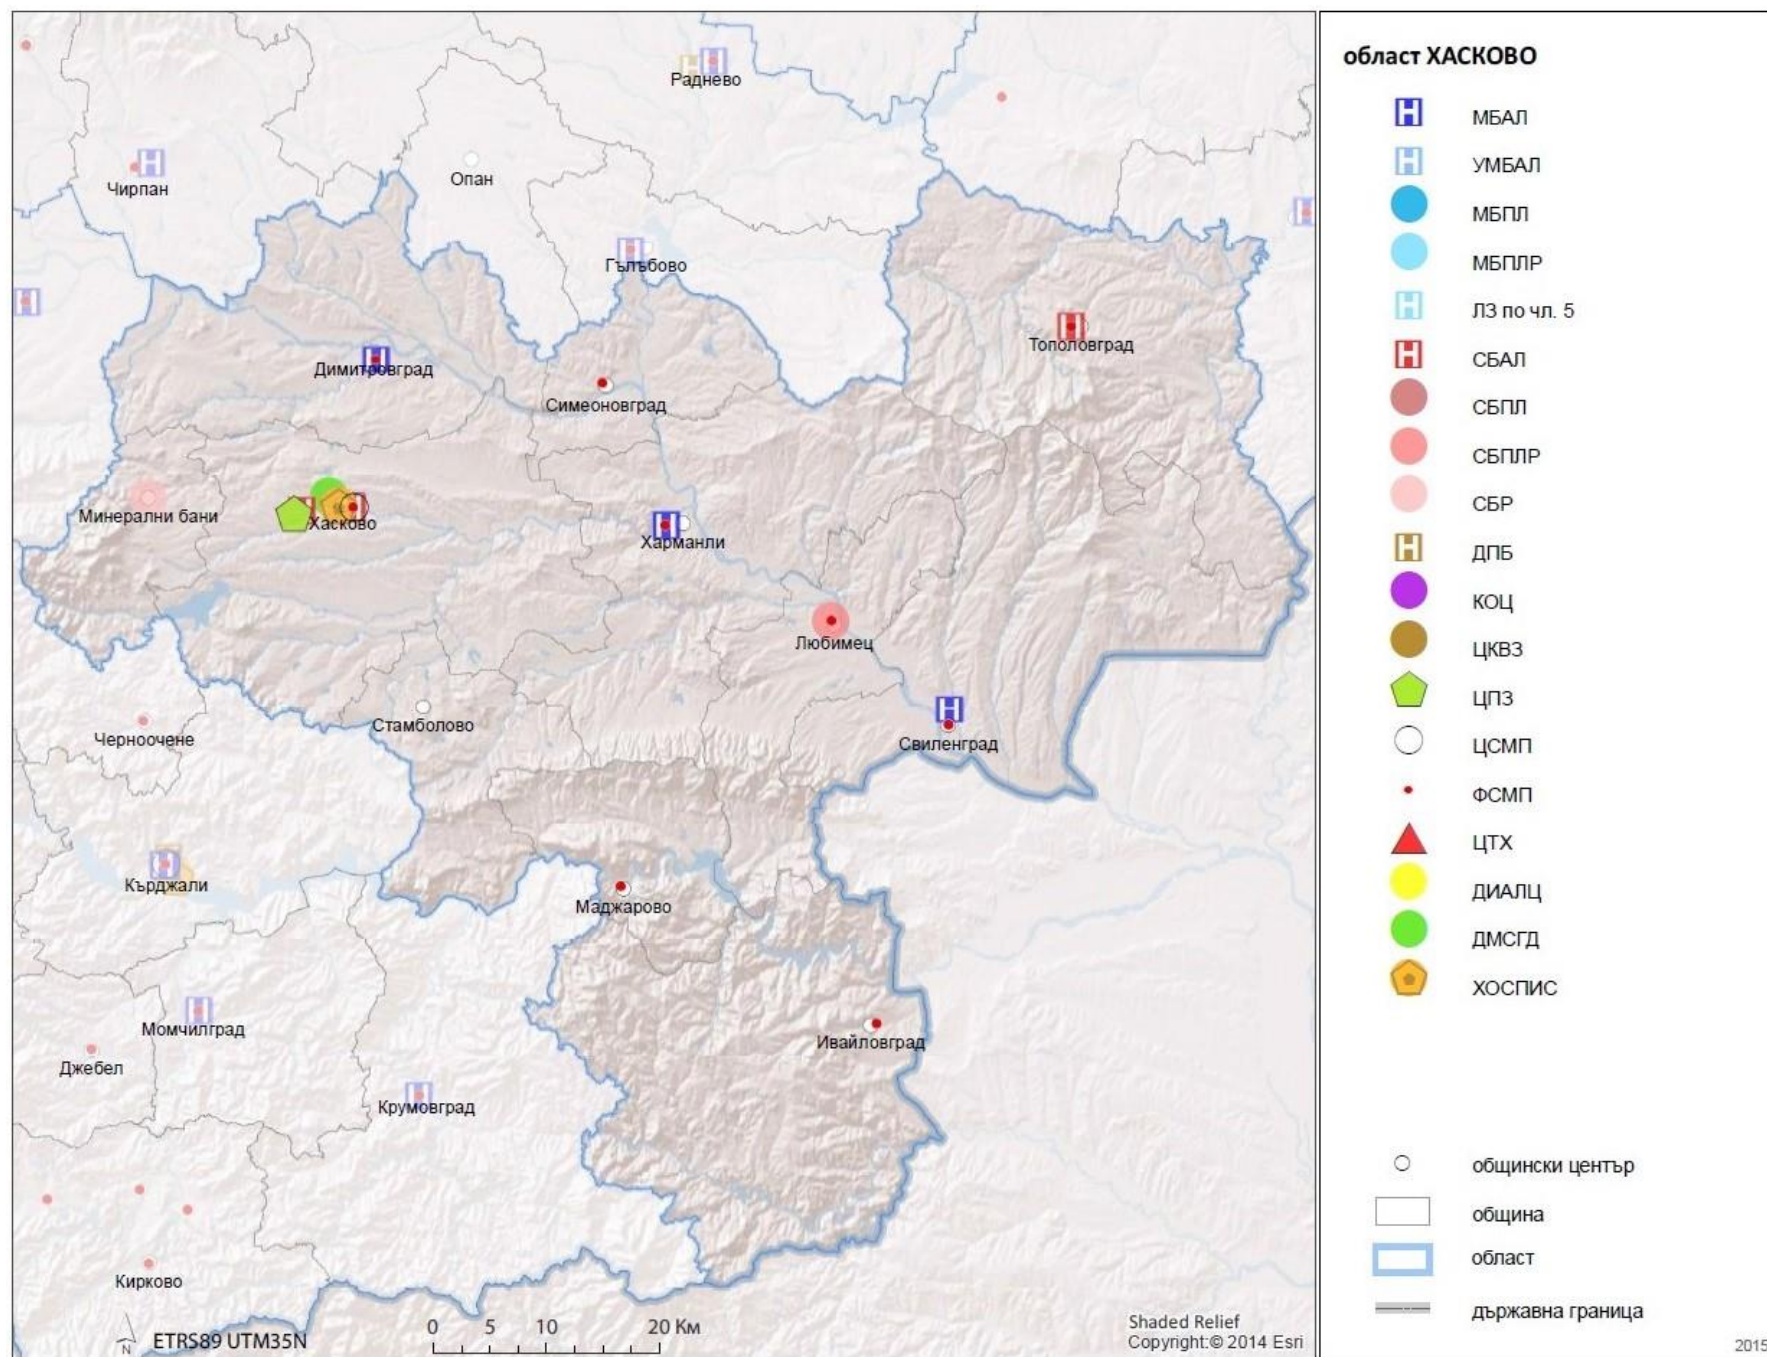 Раднево
Чирпан
Опан
Гълъбово
Тополовград
Димитровград
Симеоновград
Минерални бани
Хасково
Харманли
Любимец
Стамболово
Свиленград
Черноочене
Кърджали
Маджарово
Момчилград
Ивайловград
Джебел
Крумовград
Кирково
N
ETRS89 UTM35N
0 5 10 20 Км
Shaded Relief
Copyright:© 2014 Esri
област ХАСКОВО
МБАЛ
УМБАЛ
МБПЛ
МБПЛР
ЛЗ по чл. 5
СБАЛ
СБПЛ
СБПЛР
СБР
ДПБ
КОЦ
ЦКВЗ
ЦПЗ
ЦСМП
ФСМП
ЦТХ
ДИАЛЦ
ДМСГД
ХОСПИС
общински център
община
област
държавна граница
2015